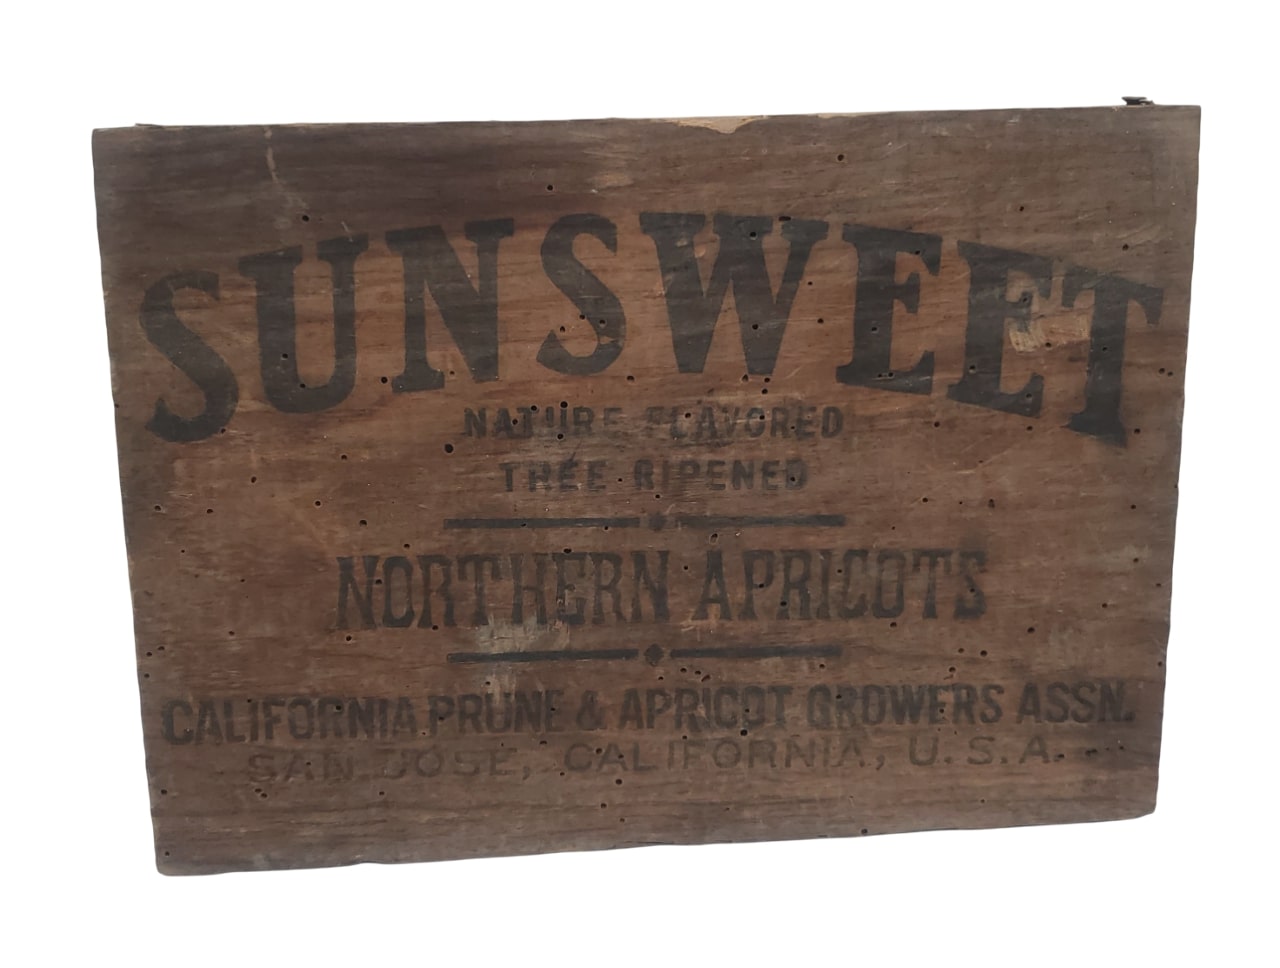 SUNSWEET
NATURE FLAVORED
TREE RIPENED
NORTHERN APRICOTS
CALIFORNIA PRUNE & APRICOT GROWERS ASSN.
SAN JOSE, CALIFORNIA, U.S.A.